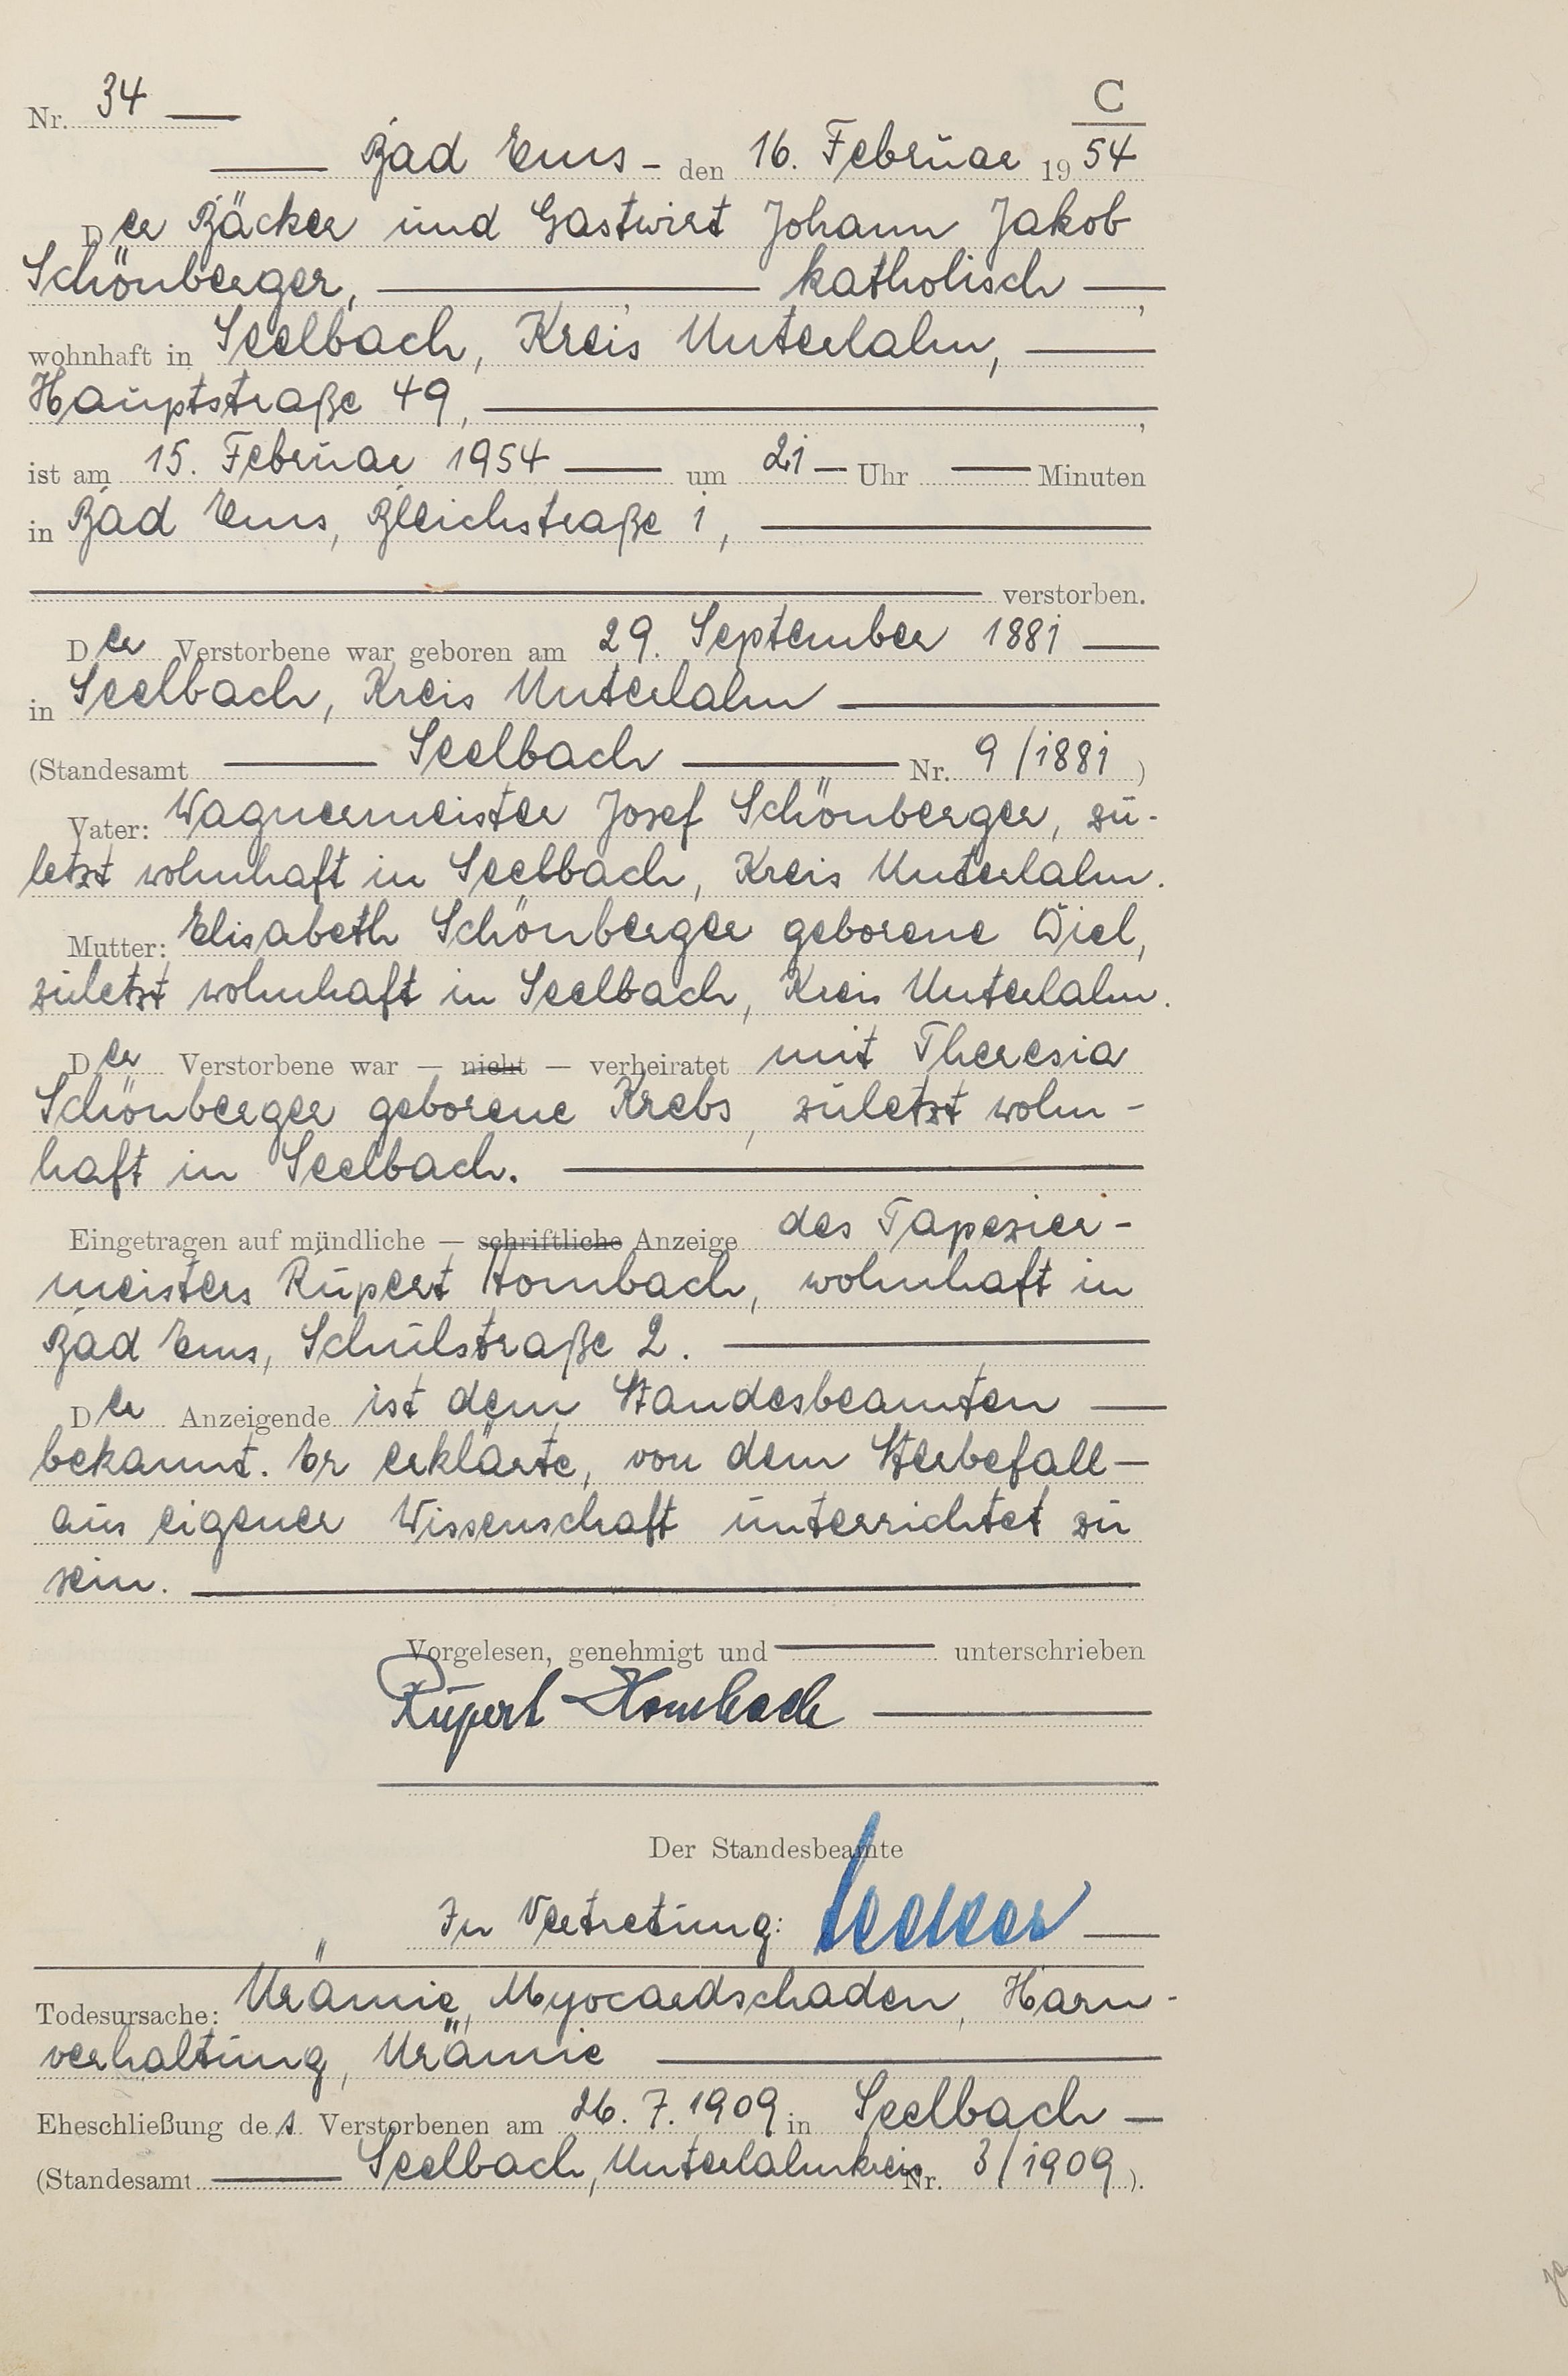 C
Nr. 34
Bad Ems - den 16. Februar 1954
Der Bäcker und Gastwirt Johann Jakob
Schönberger, katholisch ,
wohnhaft in Seelbach, Kreis Unterlahn,
Hauptstraße 49, ,
ist am 15. Februar 1954 um 21 Uhr Minuten
in Bad Ems, Bleichstraße 1,
verstorben.
Der Verstorbene war geboren am 29. September 1881
in Seelbach, Kreis Unterlahn
(Standesamt Seelbach Nr. 9/1881)
Vater: Wagnermeister Josef Schönberger, zu-
letzt wohnhaft in Seelbach, Kreis Unterlahn.
Mutter: Elisabeth Schönberger geborene Diel,
zuletzt wohnhaft in Seelbach, Kreis Unterlahn.
Der Verstorbene war — nicht — verheiratet mit Theresia
Schönberger geborene Krebs, zuletzt wohn-
haft in Seelbach.
Eingetragen auf mündliche — schriftliche Anzeige des Tapezier-
meisters Rupert Hombach, wohnhaft in
Bad Ems, Schulstraße 2.
Der Anzeigende ist dem Standesbeamten
bekannt. Er erklärte, von dem Sterbefall
aus eigener Wissenschaft unterrichtet zu
sein.
Vorgelesen, genehmigt und unterschrieben
Rupert Hombach
Der Standesbeamte
In Vertretung:
Todesursache: Urämie, Myocardschaden, Harn-
verhaltung, Urämie
Eheschließung des Verstorbenen am 26.7.1909 in Seelbach
(Standesamt Seelbach, Unterlahnkreis Nr. 3/1909).